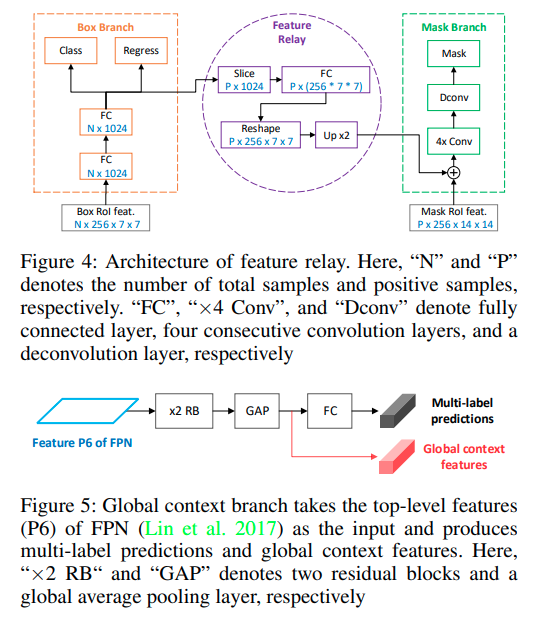 Box Branch
Class
Regress
FC
N x 1024
FC
N x 1024
Box RoI feat.
N x 256 x 7 x 7
Feature
Relay
Slice
P x 1024
FC
P x (256 * 7 * 7)
Reshape
P x 256 x 7 x 7
Up x2
Mask Branch
Mask
Dconv
4x Conv
Mask RoI feat.
P x 256 x 14 x 14
Figure 4: Architecture of feature relay. Here, “N” and “P”
denotes the number of total samples and positive samples,
respectively. “FC”, “×4 Conv”, and “Dconv” denote fully
connected layer, four consecutive convolution layers, and a
deconvolution layer, respectively
Feature P6 of FPN
x2 RB
GAP
FC
Multi-label
predictions
Global context
features
Figure 5: Global context branch takes the top-level features
(P6) of FPN (Lin et al. 2017) as the input and produces
multi-label predictions and global context features. Here,
“×2 RB“ and “GAP” denotes two residual blocks and a
global average pooling layer, respectively